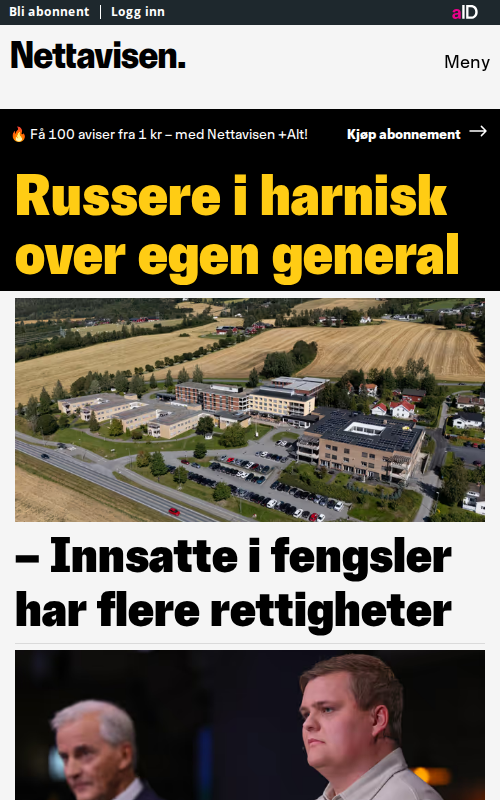 Bli abonnent | Logg inn
aID
Nettavisen.
Meny
🔥 Få 100 aviser fra 1 kr – med Nettavisen +Alt!
Kjøp abonnement →
Russere i harnisk
over egen general
– Innsatte i fengsler
har flere rettigheter